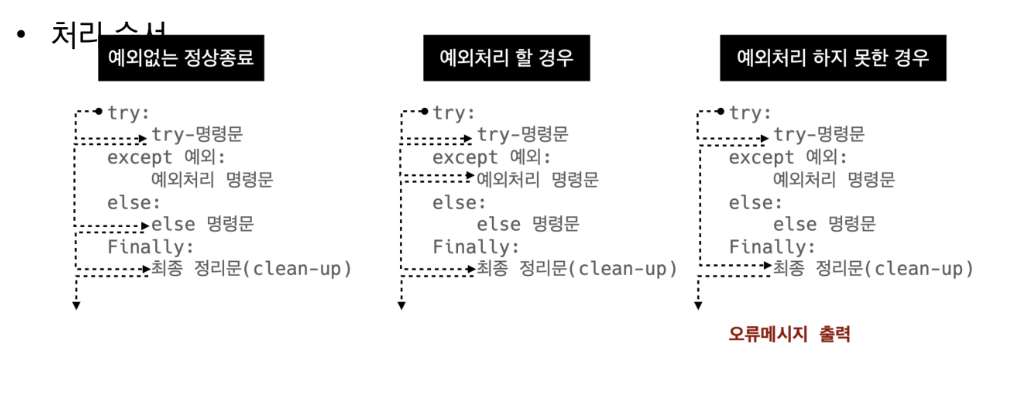 • 처리 순서
예외없는 정상종료
try:
try-명령문
except 예외:
예외처리 명령문
else:
else 명령문
Finally:
최종 정리문(clean-up)
예외처리 할 경우
try:
try-명령문
except 예외:
예외처리 명령문
else:
else 명령문
Finally:
최종 정리문(clean-up)
예외처리 하지 못한 경우
try:
try-명령문
except 예외:
예외처리 명령문
else:
else 명령문
Finally:
최종 정리문(clean-up)
오류메시지 출력